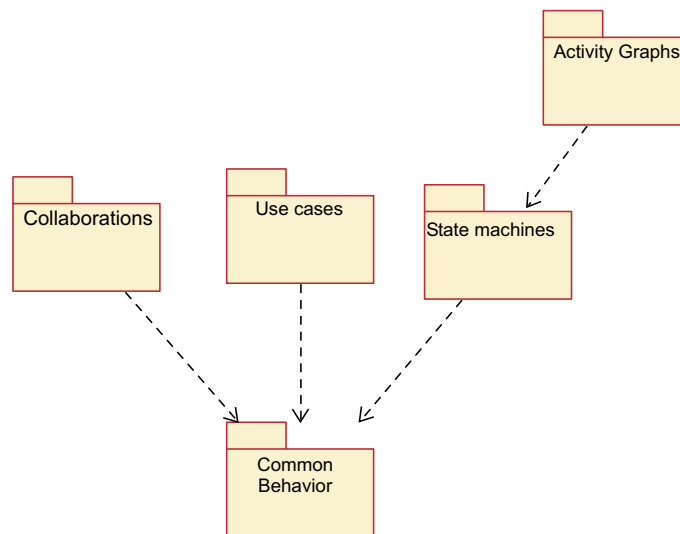 Activity Graphs
Collaborations
Use cases
State machines
Common
Behavior